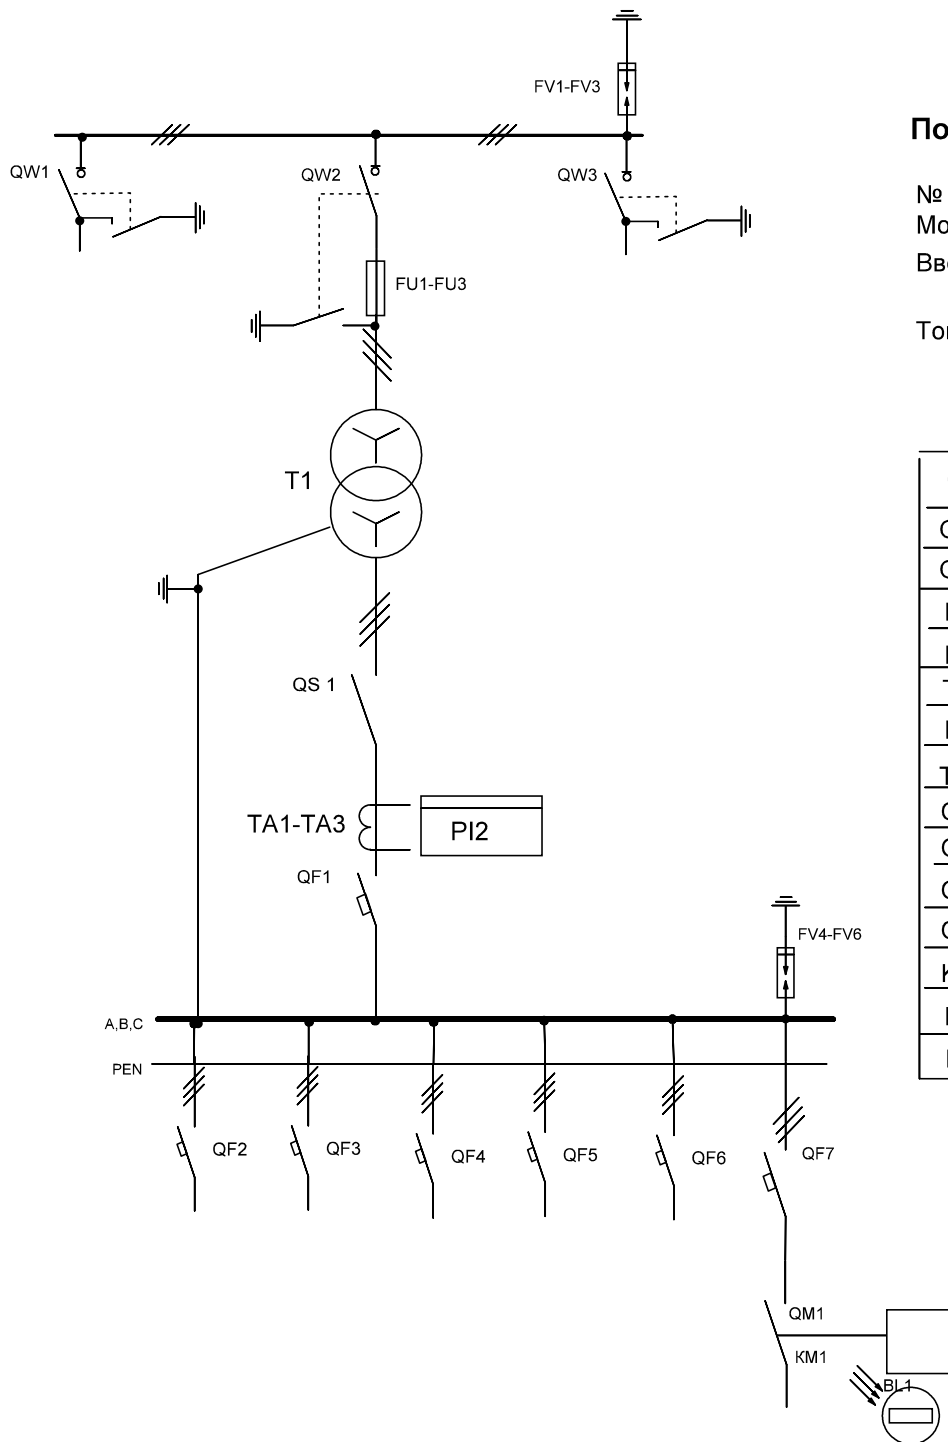 FV1-FV3
По
QW1
QW2
QW3
№
Мо
Вв
FU1-FU3
То
T1
QS 1
TA1-TA3
PI2
QF1
FV4-FV6
A,B,C
PEN
QF2
QF3
QF4
QF5
QF6
QF7
QM1
KM1
BL1